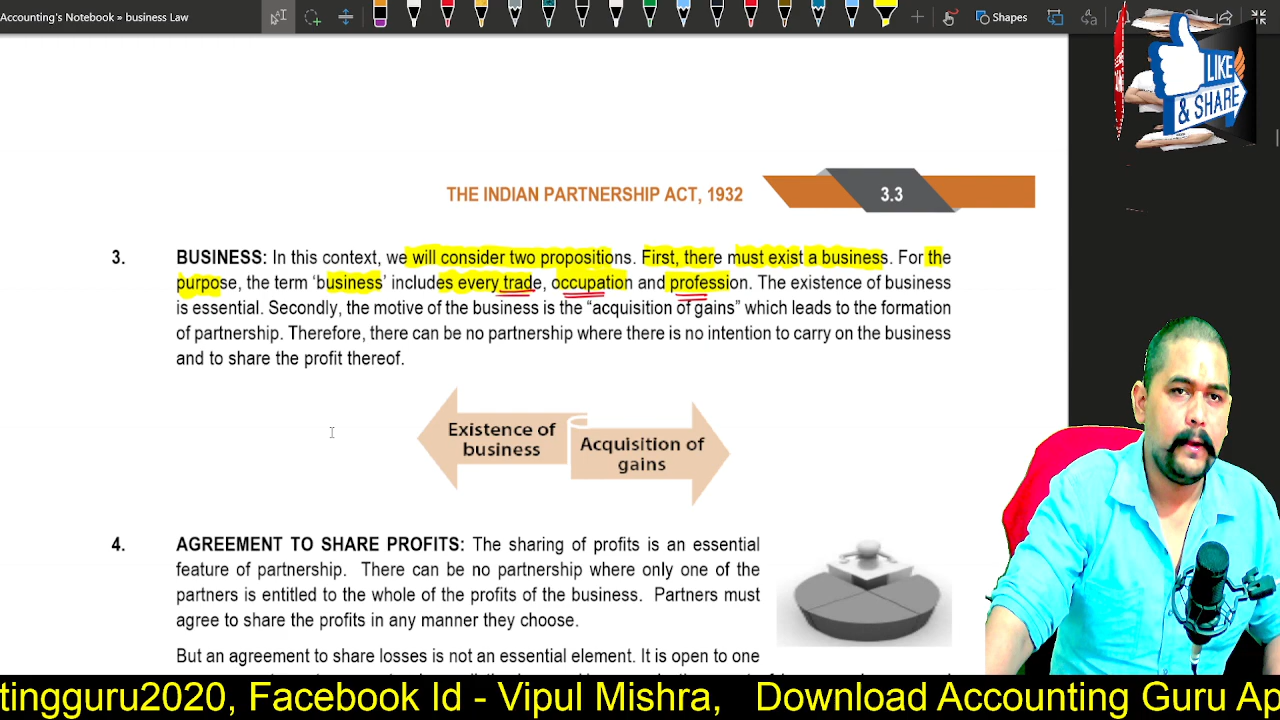 Accounting's Notebook » business Law
Shapes
LIKE
& SHARE
THE INDIAN PARTNERSHIP ACT, 1932
3.3
3. BUSINESS: In this context, we will consider two propositions. First, there must exist a business. For the
purpose, the term ‘business’ includes every trade, occupation and profession. The existence of business
is essential. Secondly, the motive of the business is the “acquisition of gains” which leads to the formation
of partnership. Therefore, there can be no partnership where there is no intention to carry on the business
and to share the profit thereof.
Existence of
business
Acquisition of
gains
4. AGREEMENT TO SHARE PROFITS: The sharing of profits is an essential
feature of partnership. There can be no partnership where only one of the
partners is entitled to the whole of the profits of the business. Partners must
agree to share the profits in any manner they choose.
But an agreement to share losses is not an essential element. It is open to one
tingguru2020, Facebook Id - Vipul Mishra, Download Accounting Guru Ap